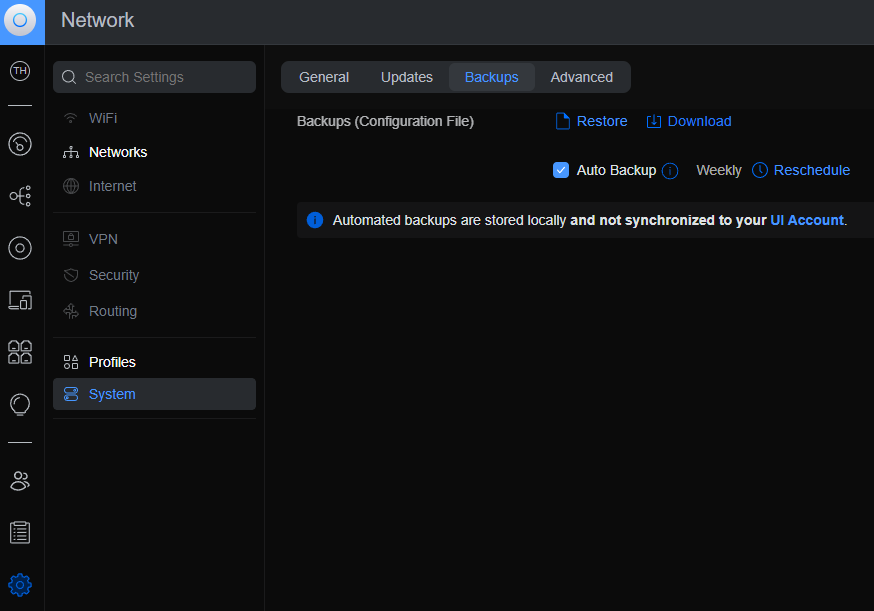 Network
TH
Search Settings
WiFi
Networks
Internet
VPN
Security
Routing
Profiles
System
General Updates Backups Advanced
Backups (Configuration File) Restore Download
Auto Backup Weekly Reschedule
Automated backups are stored locally and not synchronized to your UI Account.